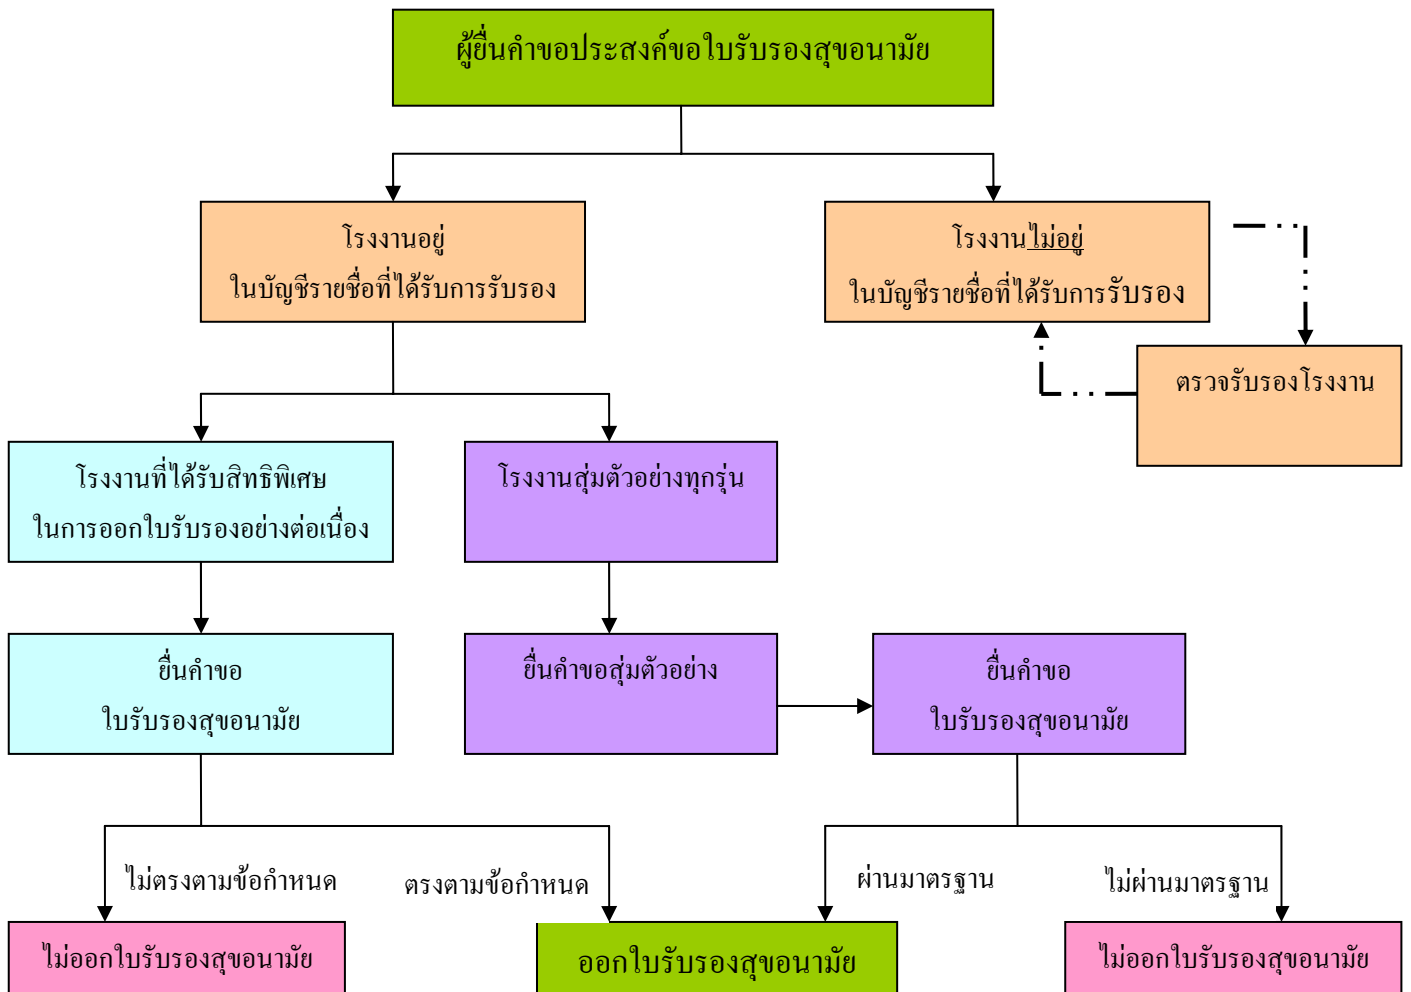 ผู้ยื่นคำขอประสงค์ขอใบรับรองสุขอนามัย
โรงงานอยู่
ในบัญชีรายชื่อที่ได้รับการรับรอง
โรงงานไม่อยู่
ในบัญชีรายชื่อที่ได้รับการรับรอง
ตรวจรับรองโรงงาน
โรงงานที่ได้รับสิทธิพิเศษ
ในการออกใบรับรองอย่างต่อเนื่อง
โรงงานสุ่มตัวอย่างทุกรุ่น
ยื่นคำขอ
ใบรับรองสุขอนามัย
ยื่นคำขอสุ่มตัวอย่าง
ยื่นคำขอ
ใบรับรองสุขอนามัย
ไม่ตรงตามข้อกำหนด
ตรงตามข้อกำหนด
ผ่านมาตรฐาน
ไม่ผ่านมาตรฐาน
ไม่ออกใบรับรองสุขอนามัย
ออกใบรับรองสุขอนามัย
ไม่ออกใบรับรองสุขอนามัย